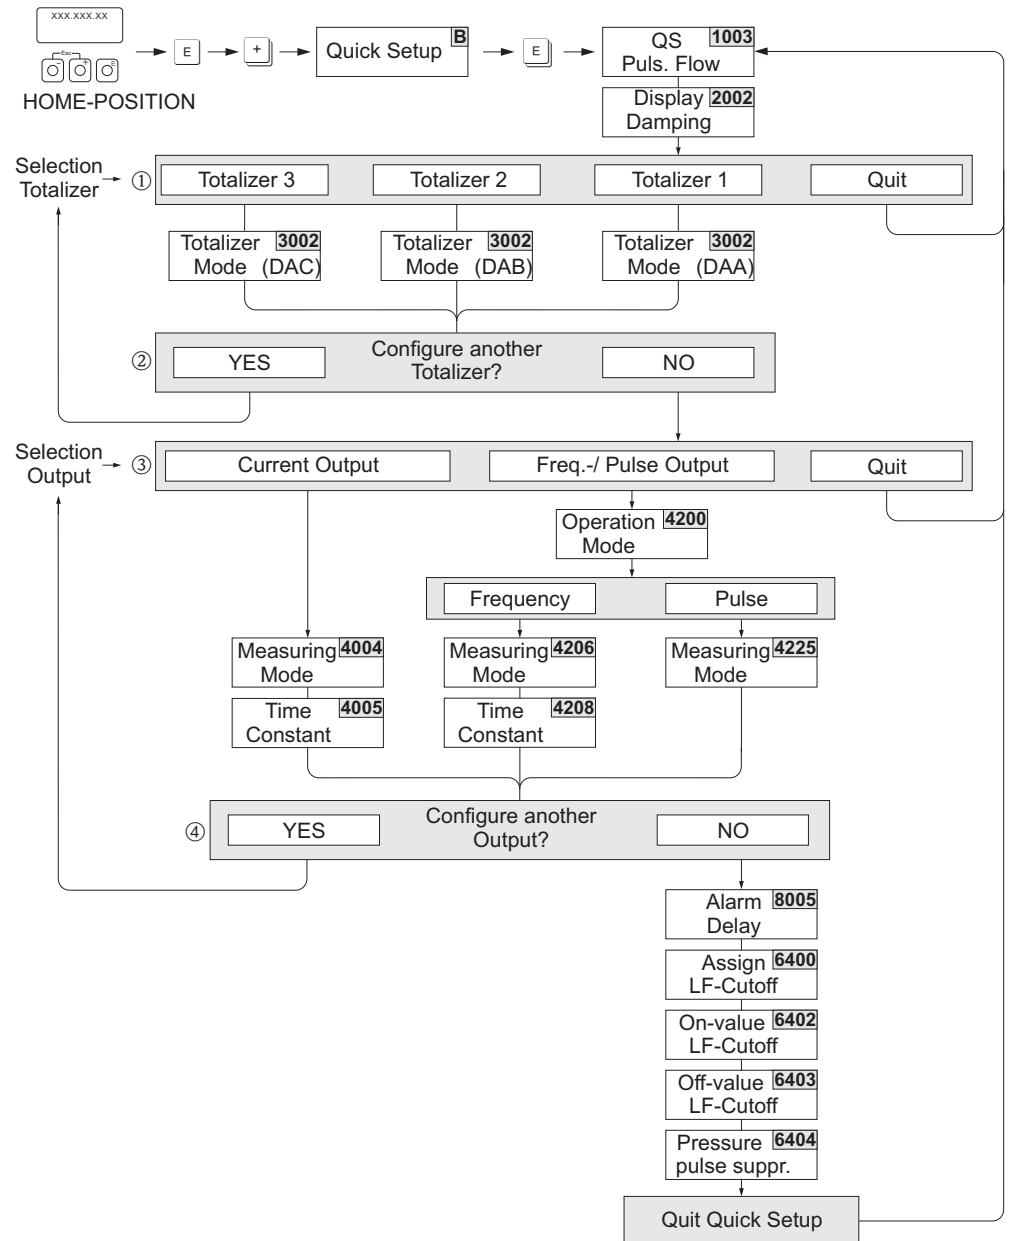 xxx.xxx.xx
Esc
-
+
E
HOME-POSITION
E
+
Quick Setup B
E
QS 1003
Puls. Flow
Display 2002
Damping
Selection
Totalizer
①
Totalizer 3
Totalizer 2
Totalizer 1
Quit
Totalizer 3002
Mode (DAC)
Totalizer 3002
Mode (DAB)
Totalizer 3002
Mode (DAA)
②
YES
Configure another
Totalizer?
NO
Selection
Output
③
Current Output
Freq.-/ Pulse Output
Quit
Operation 4200
Mode
Frequency
Pulse
Measuring 4004
Mode
Measuring 4206
Mode
Measuring 4225
Mode
Time 4005
Constant
Time 4208
Constant
④
YES
Configure another
Output?
NO
Alarm 8005
Delay
Assign 6400
LF-Cutoff
On-value 6402
LF-Cutoff
Off-value 6403
LF-Cutoff
Pressure 6404
pulse suppr.
Quit Quick Setup